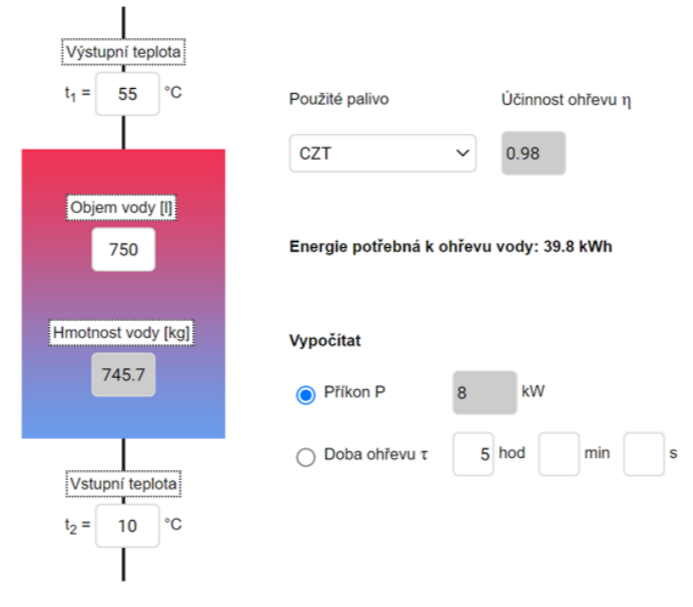 Výstupní teplota
t₁ = 55 °C
Použité palivo
Účinnost ohřevu η
CZT
0.98
Objem vody [l]
750
Energie potřebná k ohřevu vody: 39.8 kWh
Hmotnost vody [kg]
745.7
Vypočítat
Příkon P 8 kW
Doba ohřevu τ 5 hod min s
Vstupní teplota
t₂ = 10 °C